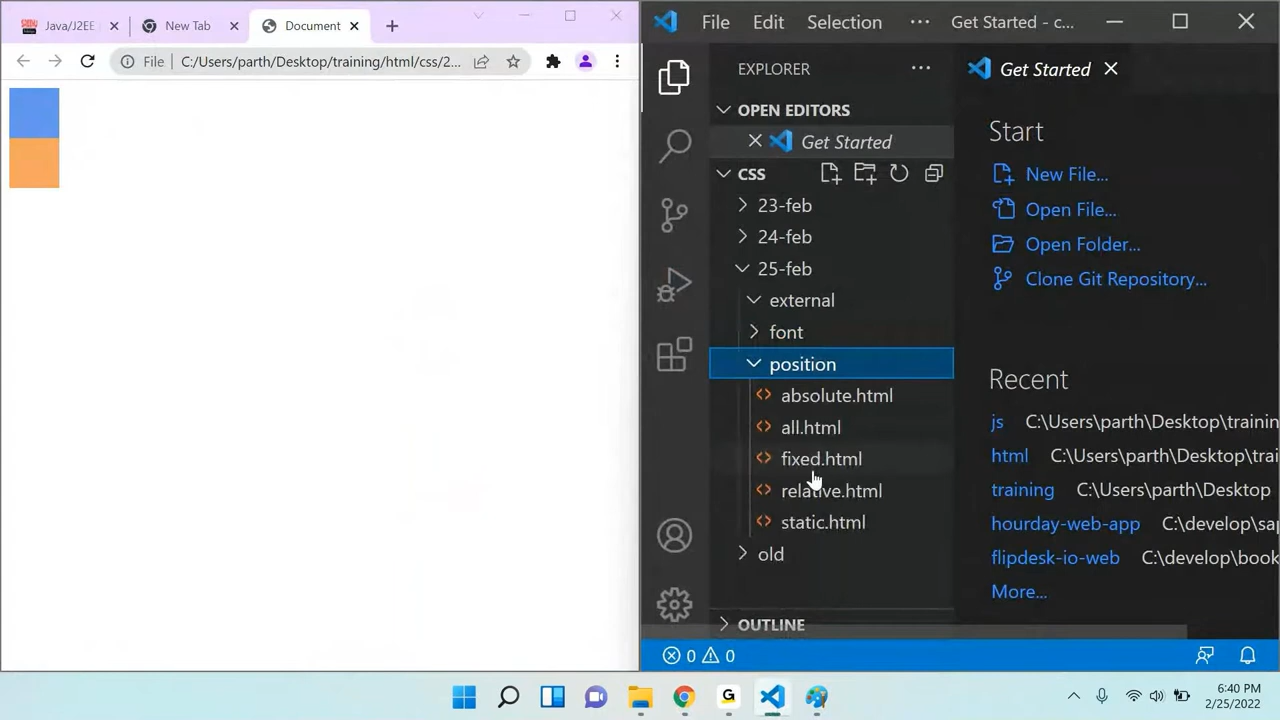 Java/J2EE
New Tab
Document
File
C:/Users/parth/Desktop/training/html/css/2...
File Edit Selection ··· Get Started - c...
EXPLORER
Get Started
OPEN EDITORS
Get Started
CSS
23-feb
24-feb
25-feb
external
font
position
absolute.html
all.html
fixed.html
relative.html
static.html
old
OUTLINE
Start
New File...
Open File...
Open Folder...
Clone Git Repository...
Recent
js C:\Users\parth\Desktop\trainin
html C:\Users\parth\Desktop\trai
training C:\Users\parth\Desktop
hourday-web-app C:\develop\sap
flipdesk-io-web C:\develop\book
More...
0 0
G
6:40 PM
2/25/2022